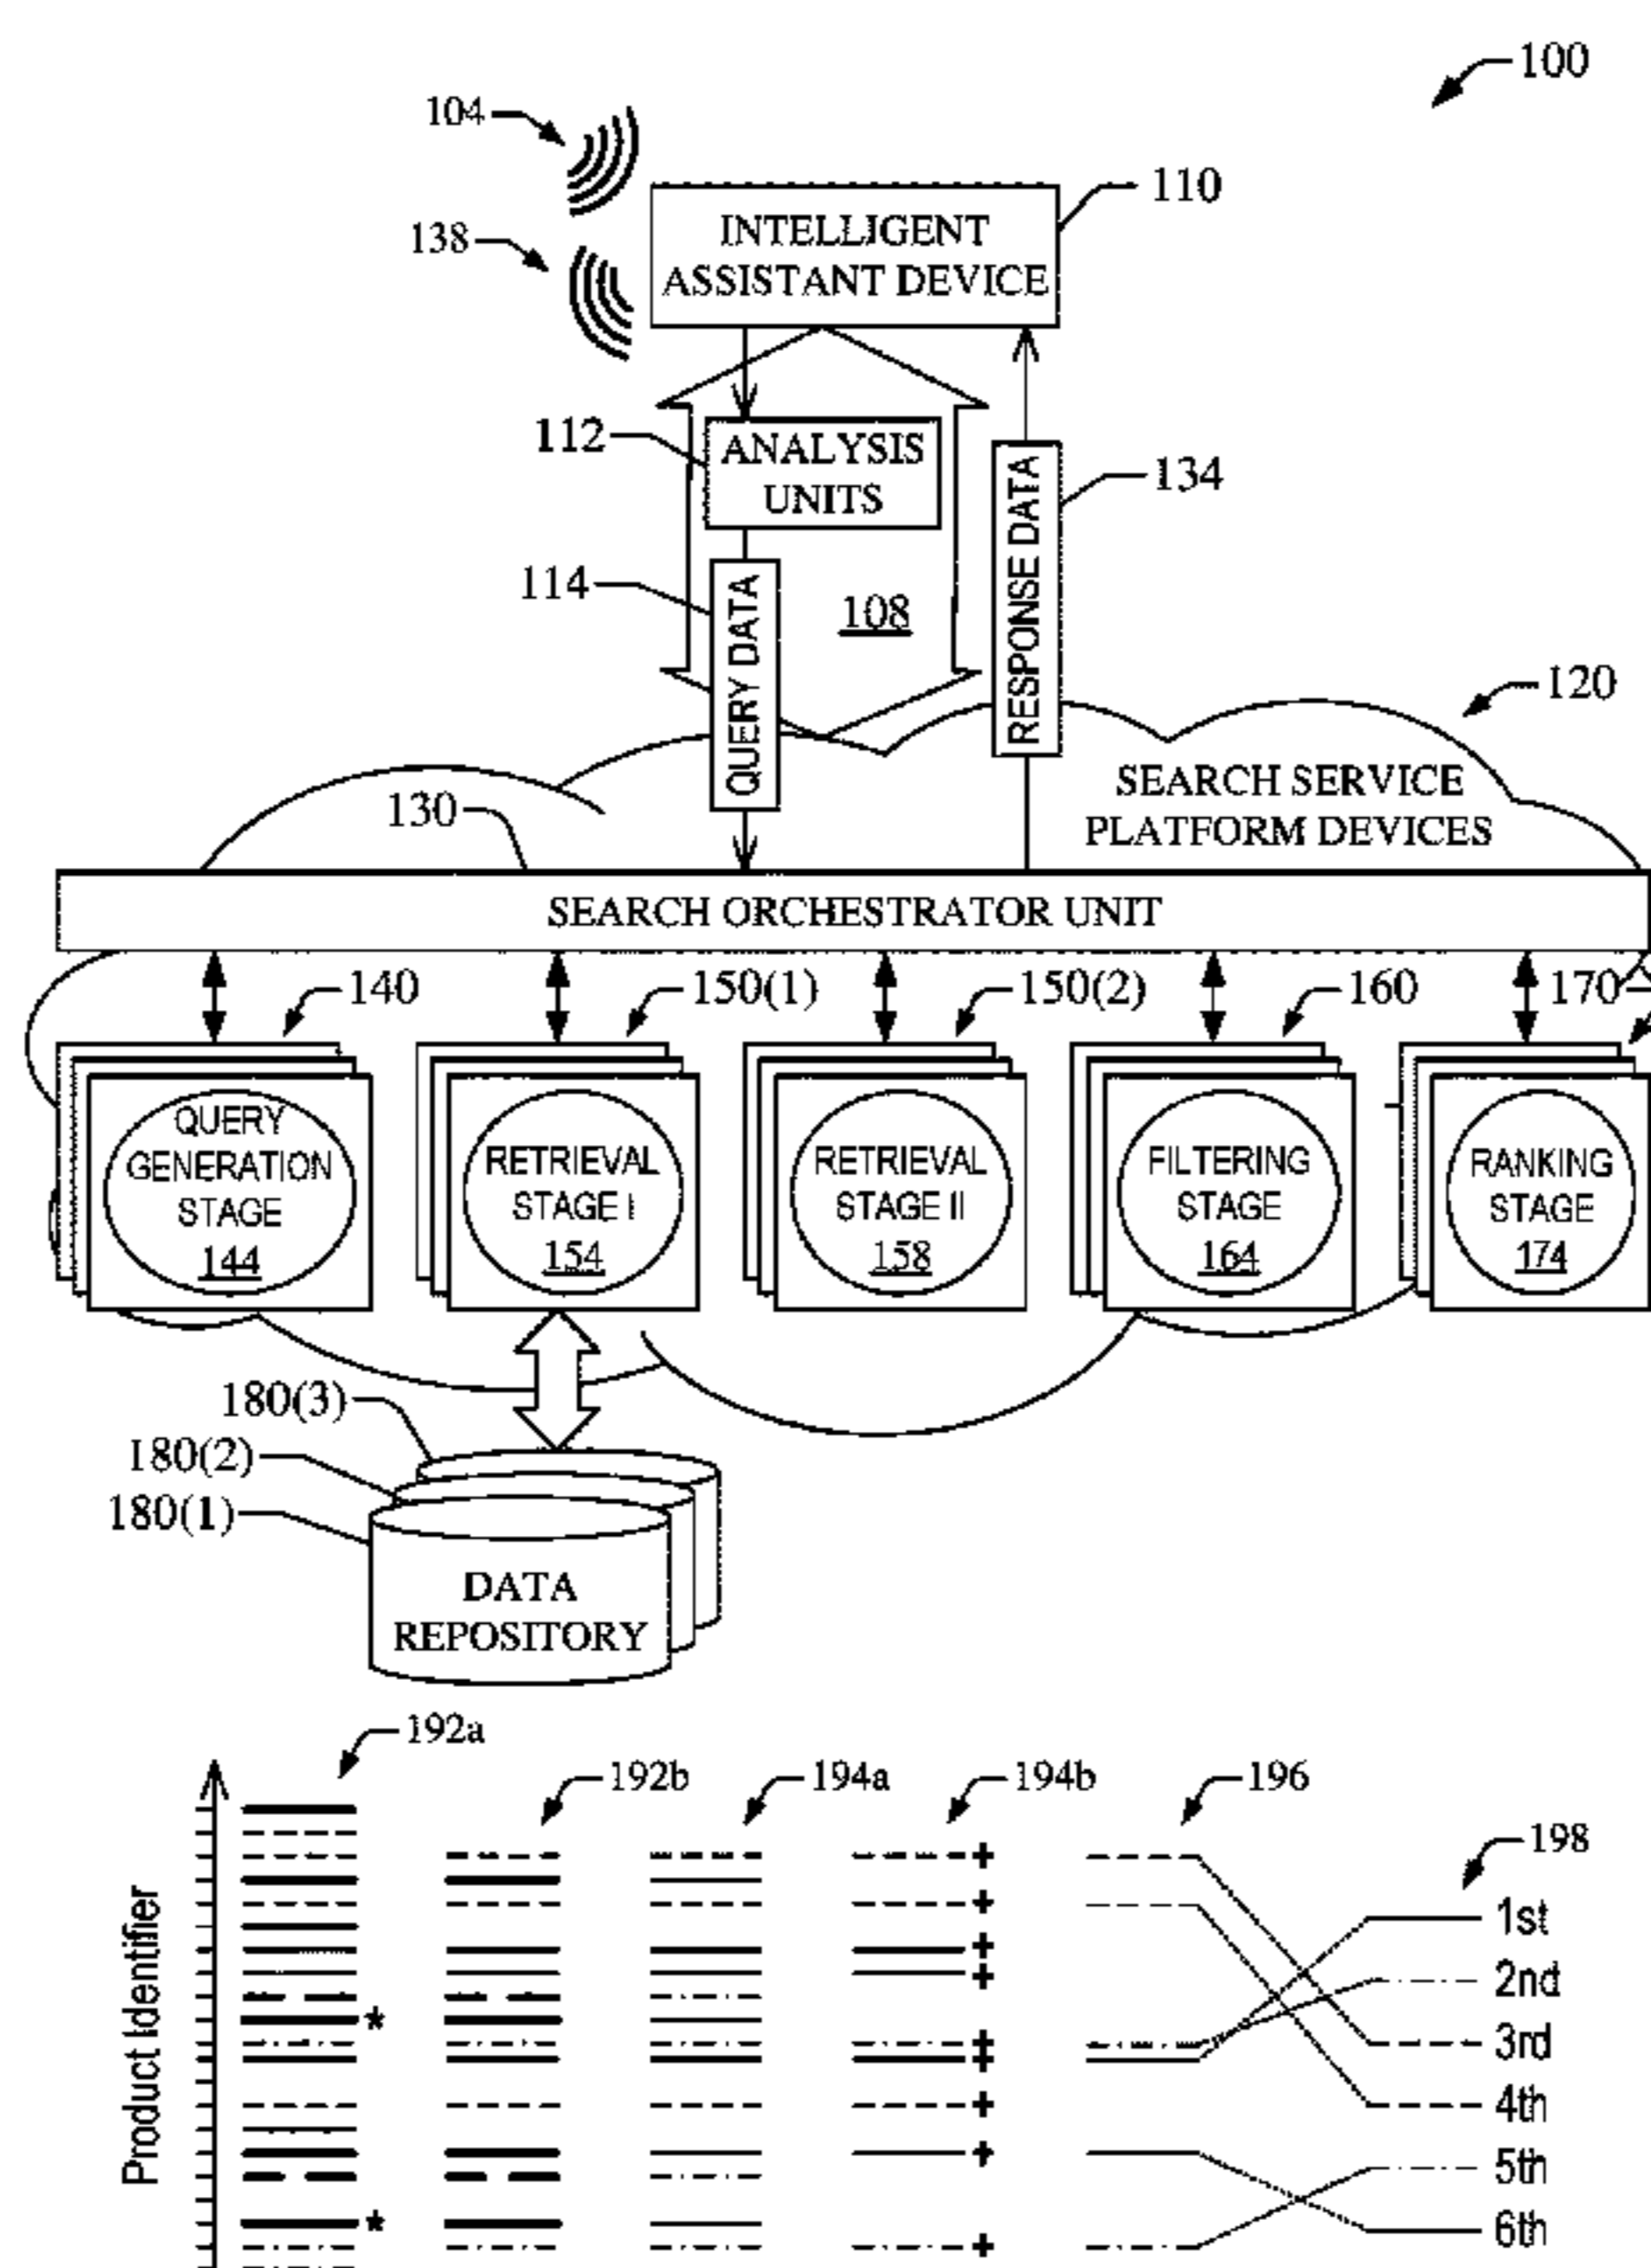 100
104
110
INTELLIGENT
ASSISTANT DEVICE
138
112
ANALYSIS
UNITS
134
RESPONSE DATA
114
QUERY DATA
108
120
SEARCH SERVICE
PLATFORM DEVICES
130
SEARCH ORCHESTRATOR UNIT
140
150(1)
150(2)
160
170
QUERY
GENERATION
STAGE
144
RETRIEVAL
STAGE I
154
RETRIEVAL
STAGE II
158
FILTERING
STAGE
164
RANKING
STAGE
174
180(3)
180(2)
180(1)
DATA
REPOSITORY
192a
192b
194a
194b
196
198
Product Identifier
*
*
+
+
+
+
+
+
+
+
+
1st
2nd
3rd
4th
5th
6th